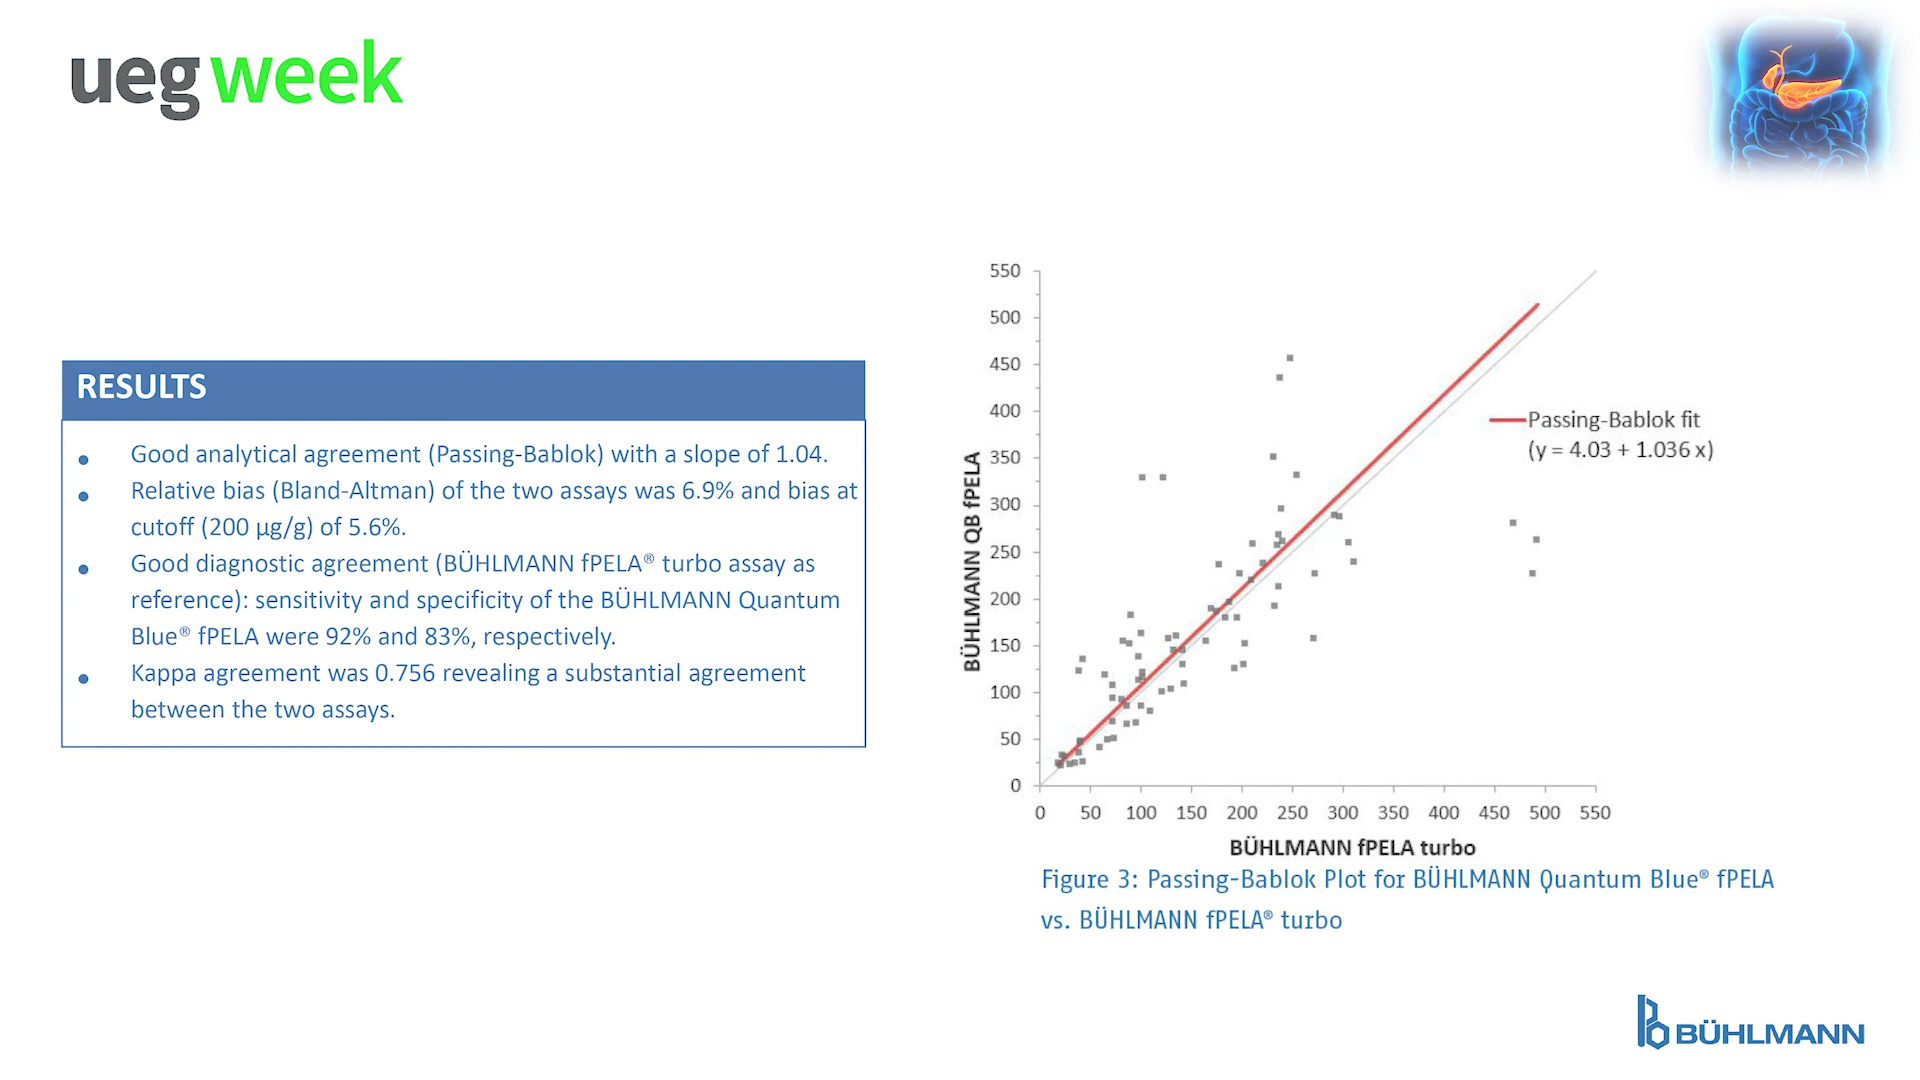 ueg week
RESULTS
Good analytical agreement (Passing-Bablok) with a slope of 1.04.
Relative bias (Bland-Altman) of the two assays was 6.9% and bias at
cutoff (200 µg/g) of 5.6%.
Good diagnostic agreement (BÜHLMANN fPELA® turbo assay as
reference): sensitivity and specificity of the BÜHLMANN Quantum
Blue® fPELA were 92% and 83%, respectively.
Kappa agreement was 0.756 revealing a substantial agreement
between the two assays.
BÜHLMANN QB fPELA
550
500
450
400
350
300
250
200
150
100
50
0
Passing-Bablok fit
(y = 4.03 + 1.036 x)
0 50 100 150 200 250 300 350 400 450 500 550
BÜHLMANN fPELA turbo
Figure 3: Passing-Bablok Plot for BÜHLMANN Quantum Blue® fPELA
vs. BÜHLMANN fPELA® turbo
BÜHLMANN